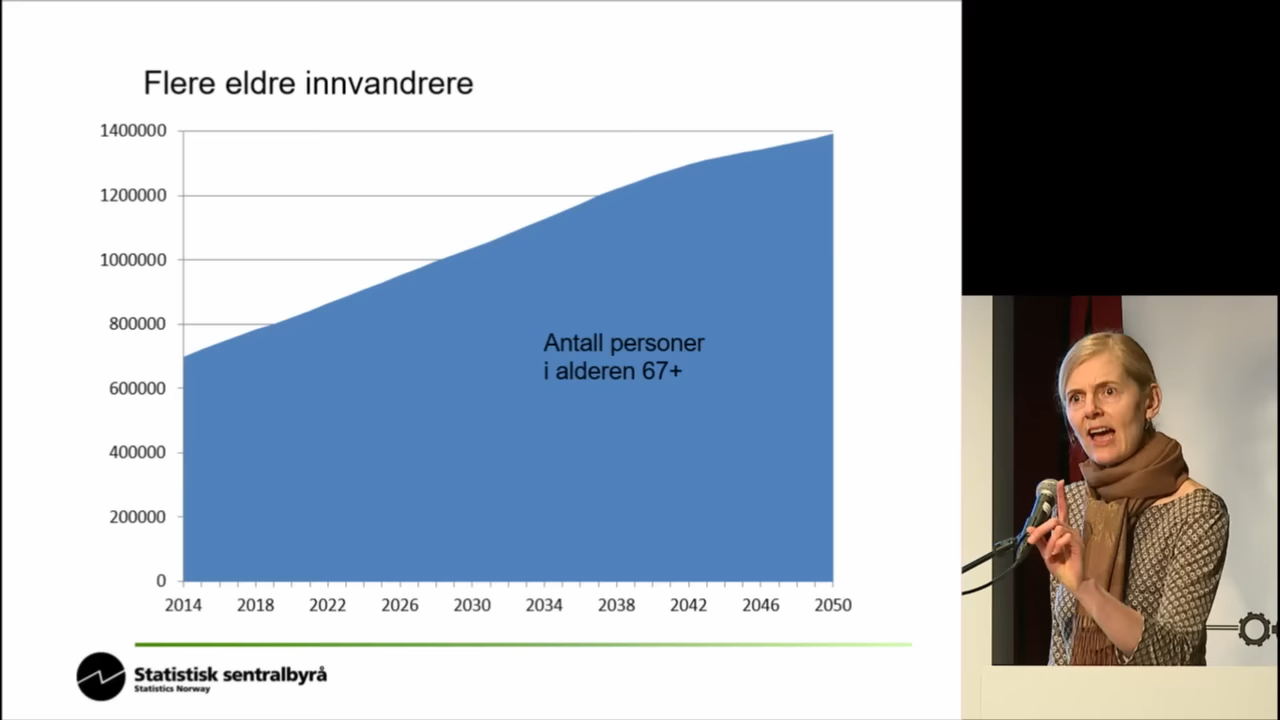 Flere eldre innvandrere
1400000
1200000
1000000
800000
600000
400000
200000
0
Antall personer
i alderen 67+
2014 2018 2022 2026 2030 2034 2038 2042 2046 2050
Statistisk sentralbyrå
Statistics Norway